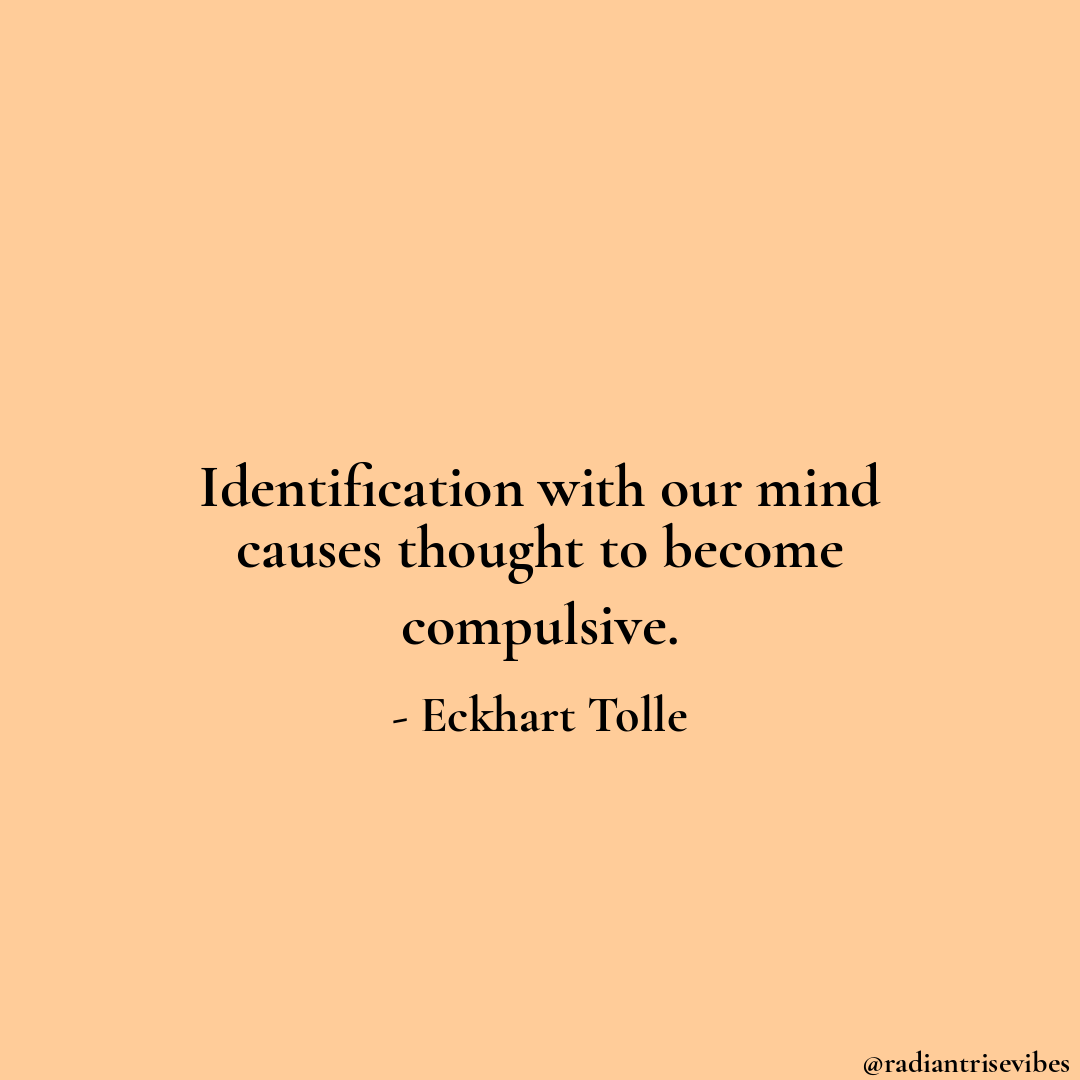 Identification with our mind
causes thought to become
compulsive.
- Eckhart Tolle
@radiantrisevibes